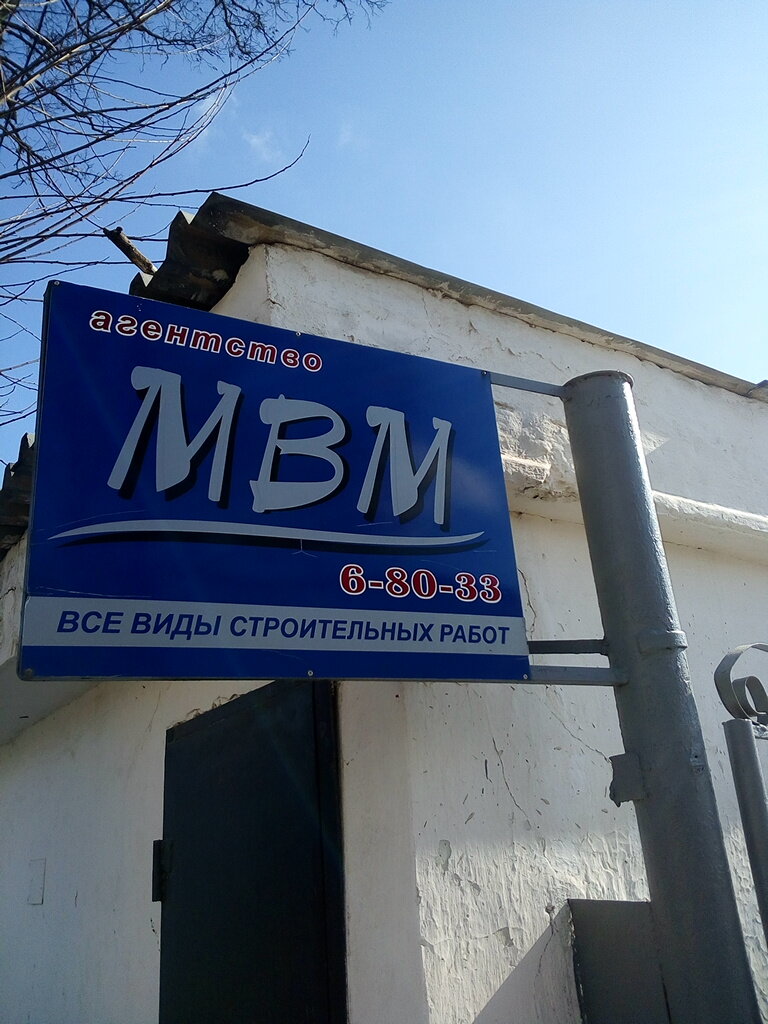 агентство
МВМ
6-80-33
ВСЕ ВИДЫ СТРОИТЕЛЬНЫХ РАБОТ